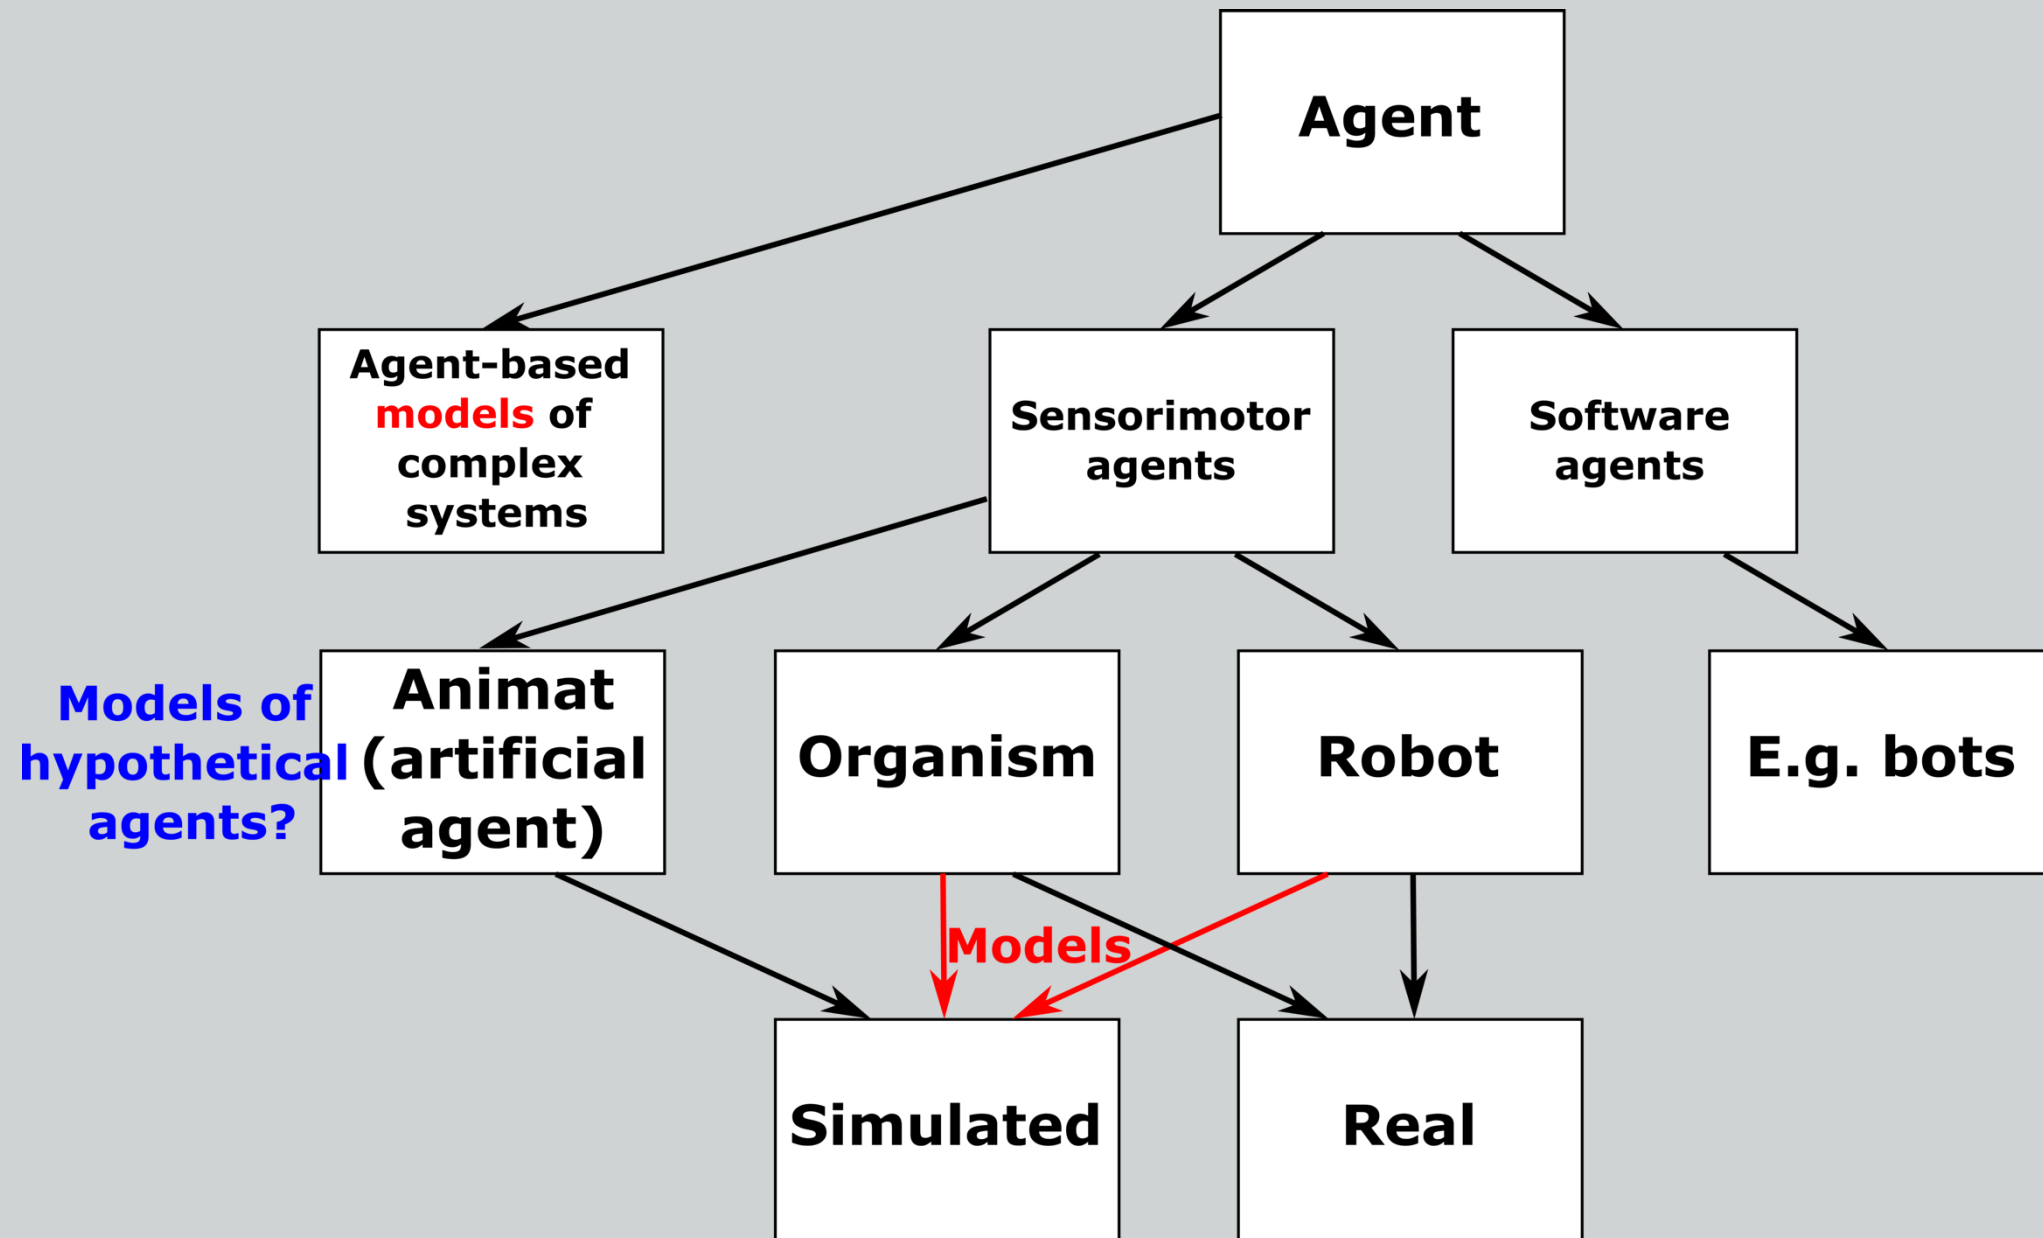 Agent
Agent-based
models of
complex
systems
Sensorimotor
agents
Software
agents
Models of
hypothetical
agents?
Animat
(artificial
agent)
Organism
Robot
E.g. bots
Models
Simulated
Real